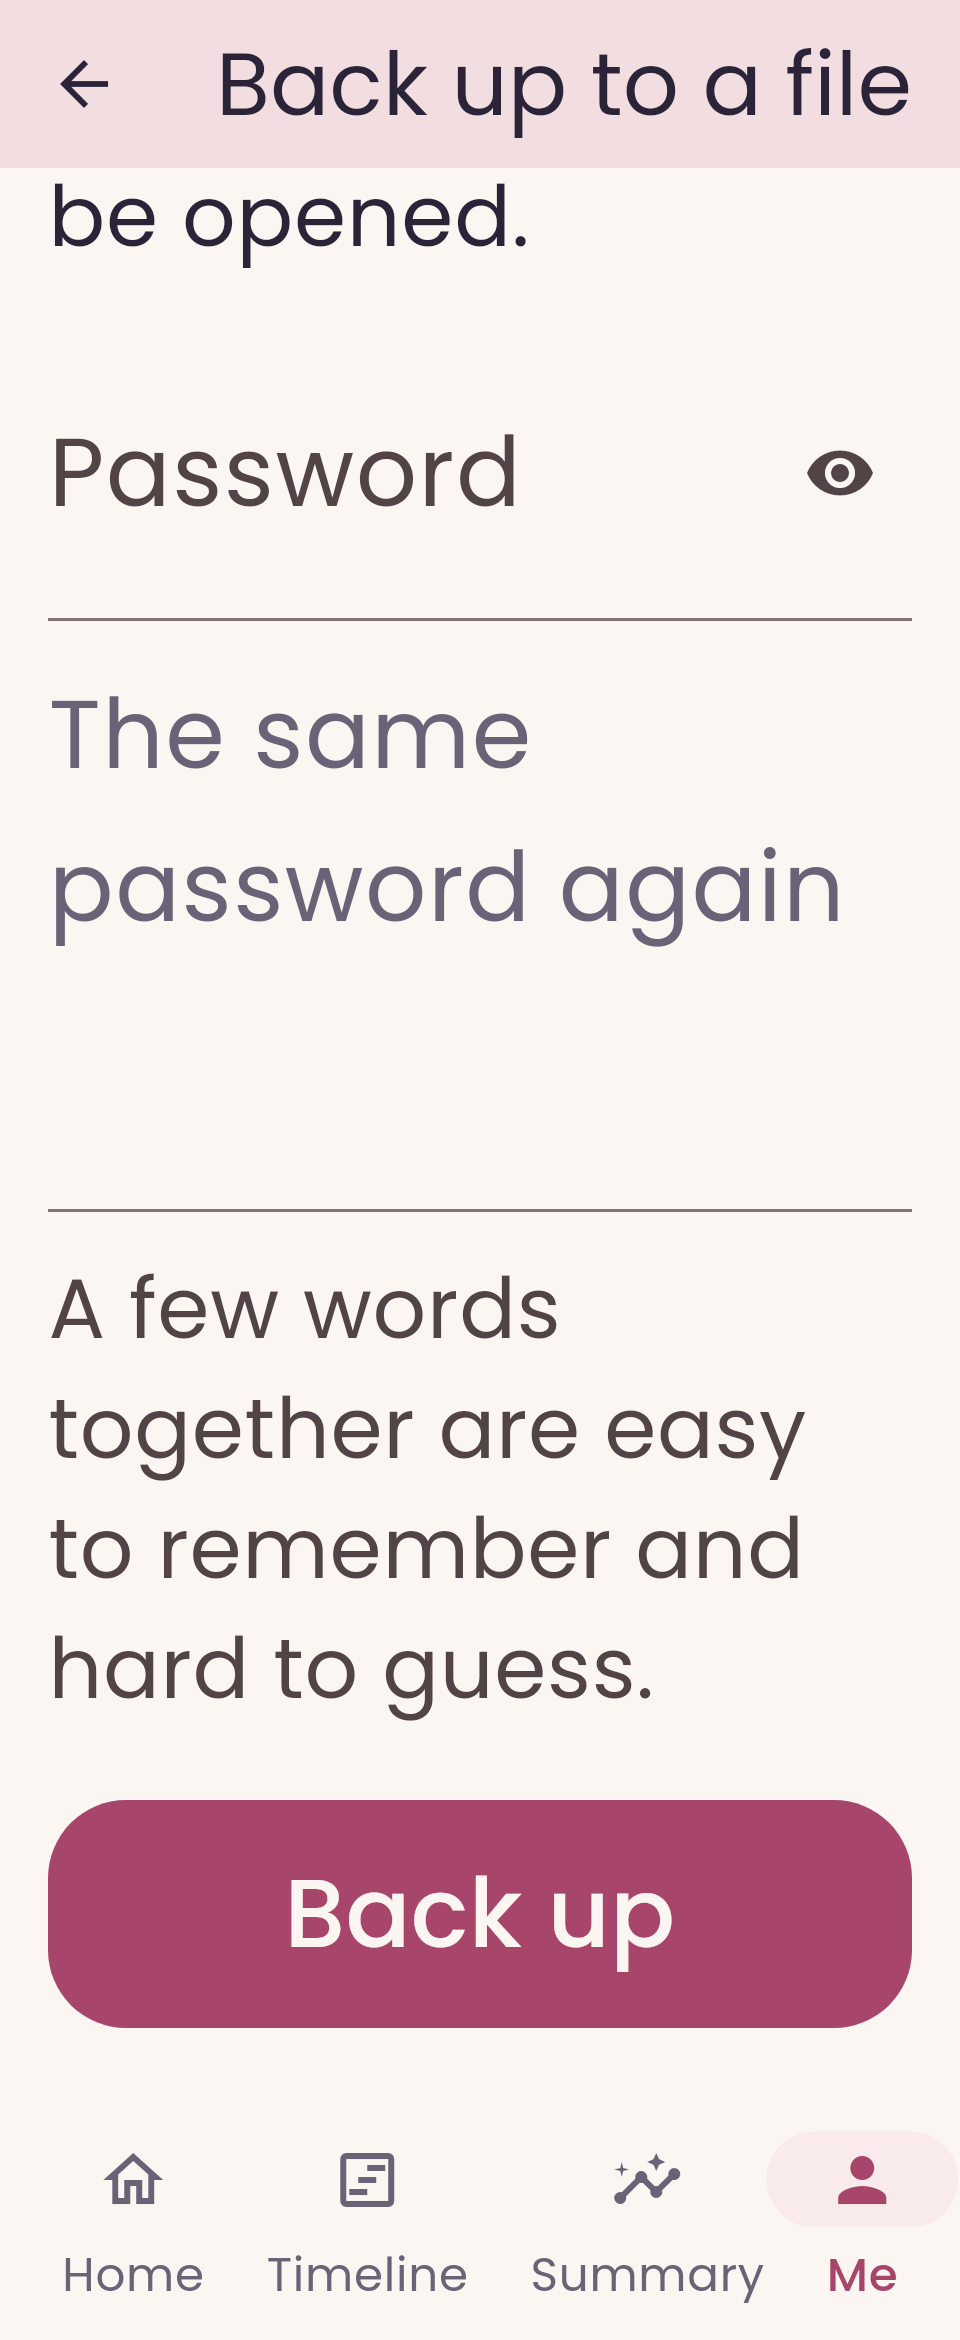 Back up to a file
be opened.
Password
The same
password again
A few words
together are easy
to remember and
hard to guess.
Back up
Home
Timeline
Summary
Me